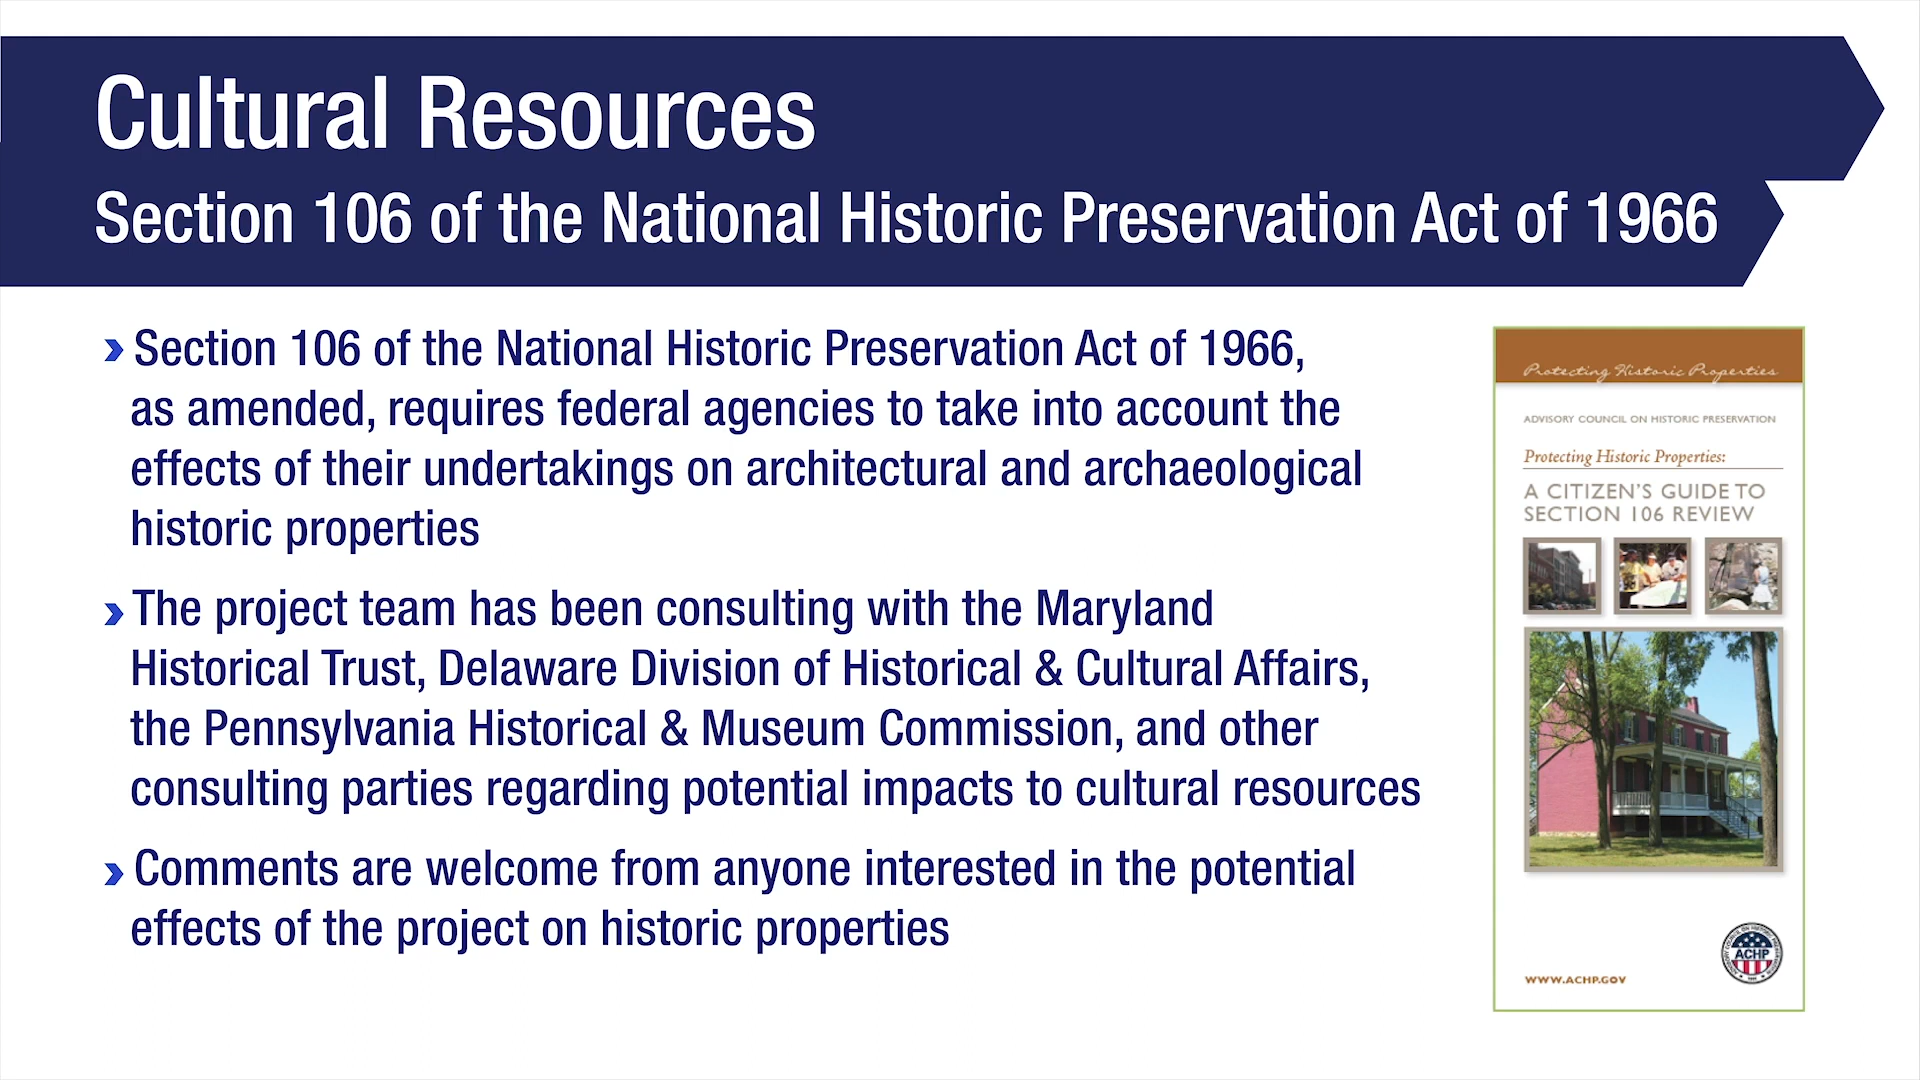 Cultural Resources
Section 106 of the National Historic Preservation Act of 1966
Section 106 of the National Historic Preservation Act of 1966,
as amended, requires federal agencies to take into account the
effects of their undertakings on architectural and archaeological
historic properties
The project team has been consulting with the Maryland
Historical Trust, Delaware Division of Historical & Cultural Affairs,
the Pennsylvania Historical & Museum Commission, and other
consulting parties regarding potential impacts to cultural resources
Comments are welcome from anyone interested in the potential
effects of the project on historic properties
Protecting Historic Properties
ADVISORY COUNCIL ON HISTORIC PRESERVATION
Protecting Historic Properties:
A CITIZEN'S GUIDE TO
SECTION 106 REVIEW
ACHP
WWW.ACHP.GOV